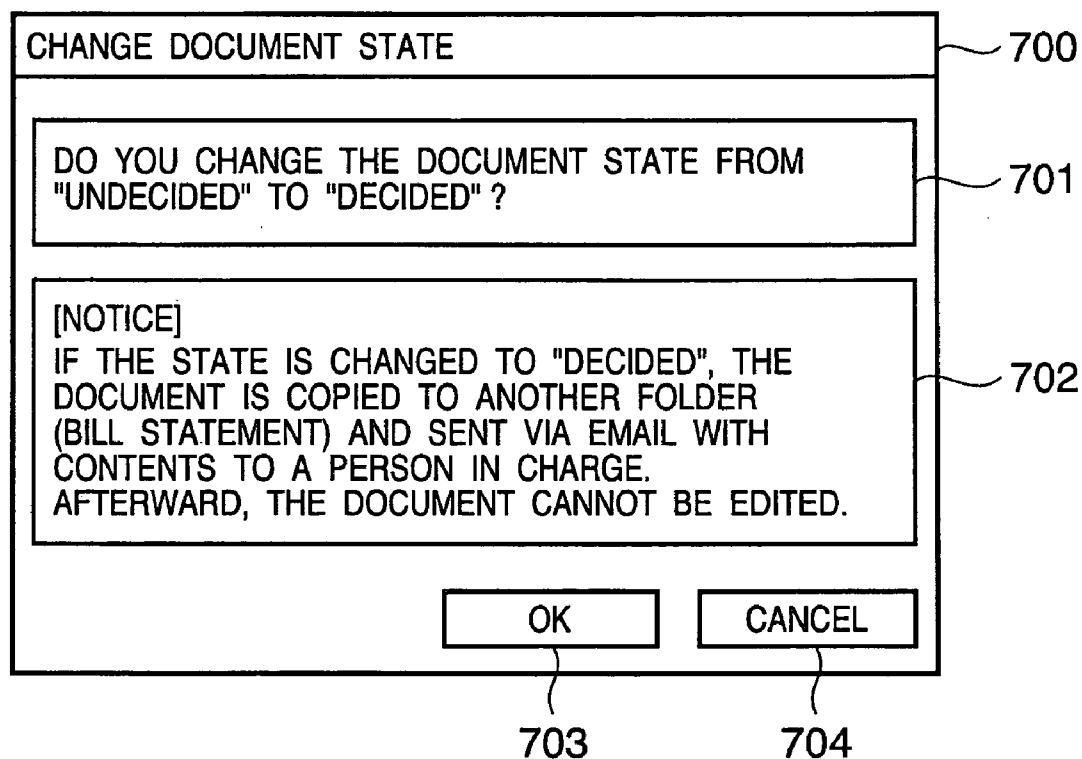 CHANGE DOCUMENT STATE
700
DO YOU CHANGE THE DOCUMENT STATE FROM
"UNDECIDED" TO "DECIDED" ?
701
[NOTICE]
IF THE STATE IS CHANGED TO "DECIDED", THE
DOCUMENT IS COPIED TO ANOTHER FOLDER
(BILL STATEMENT) AND SENT VIA EMAIL WITH
CONTENTS TO A PERSON IN CHARGE.
AFTERWARD, THE DOCUMENT CANNOT BE EDITED.
702
OK
CANCEL
703
704